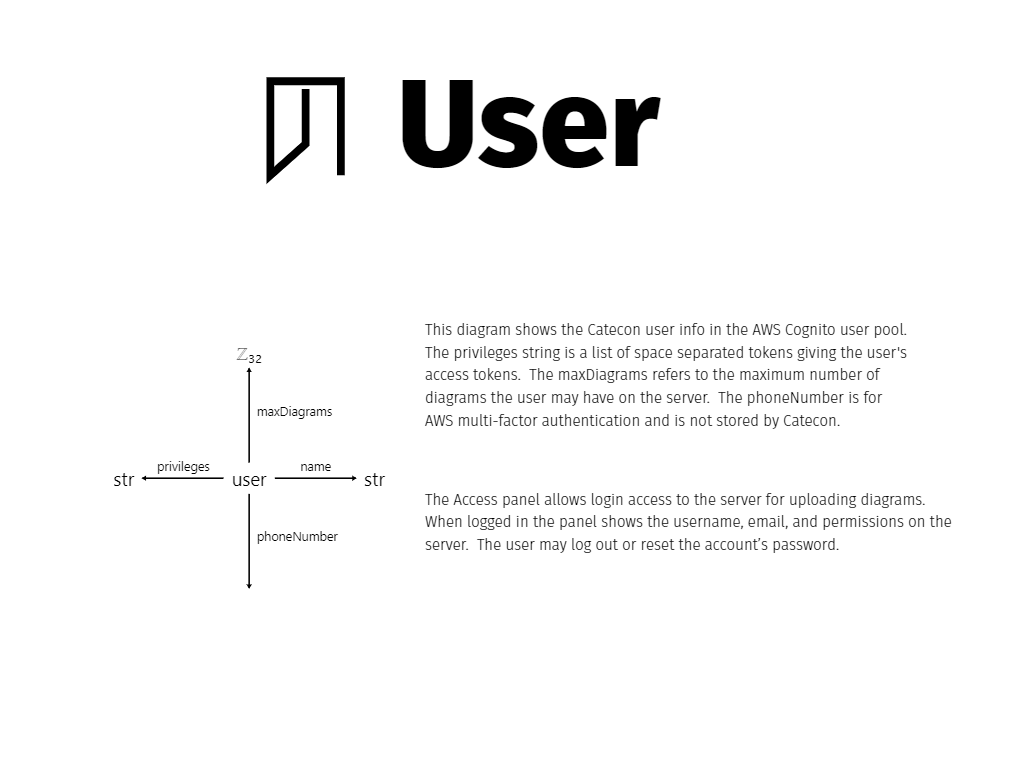 User
This diagram shows the Catecon user info in the AWS Cognito user pool.
The privileges string is a list of space separated tokens giving the user's
access tokens.  The maxDiagrams refers to the maximum number of
diagrams the user may have on the server.  The phoneNumber is for
AWS multi-factor authentication and is not stored by Catecon.
ℤ32
maxDiagrams
privileges
name
str
user
str
phoneNumber
The Access panel allows login access to the server for uploading diagrams.
When logged in the panel shows the username, email, and permissions on the
server.  The user may log out or reset the account’s password.